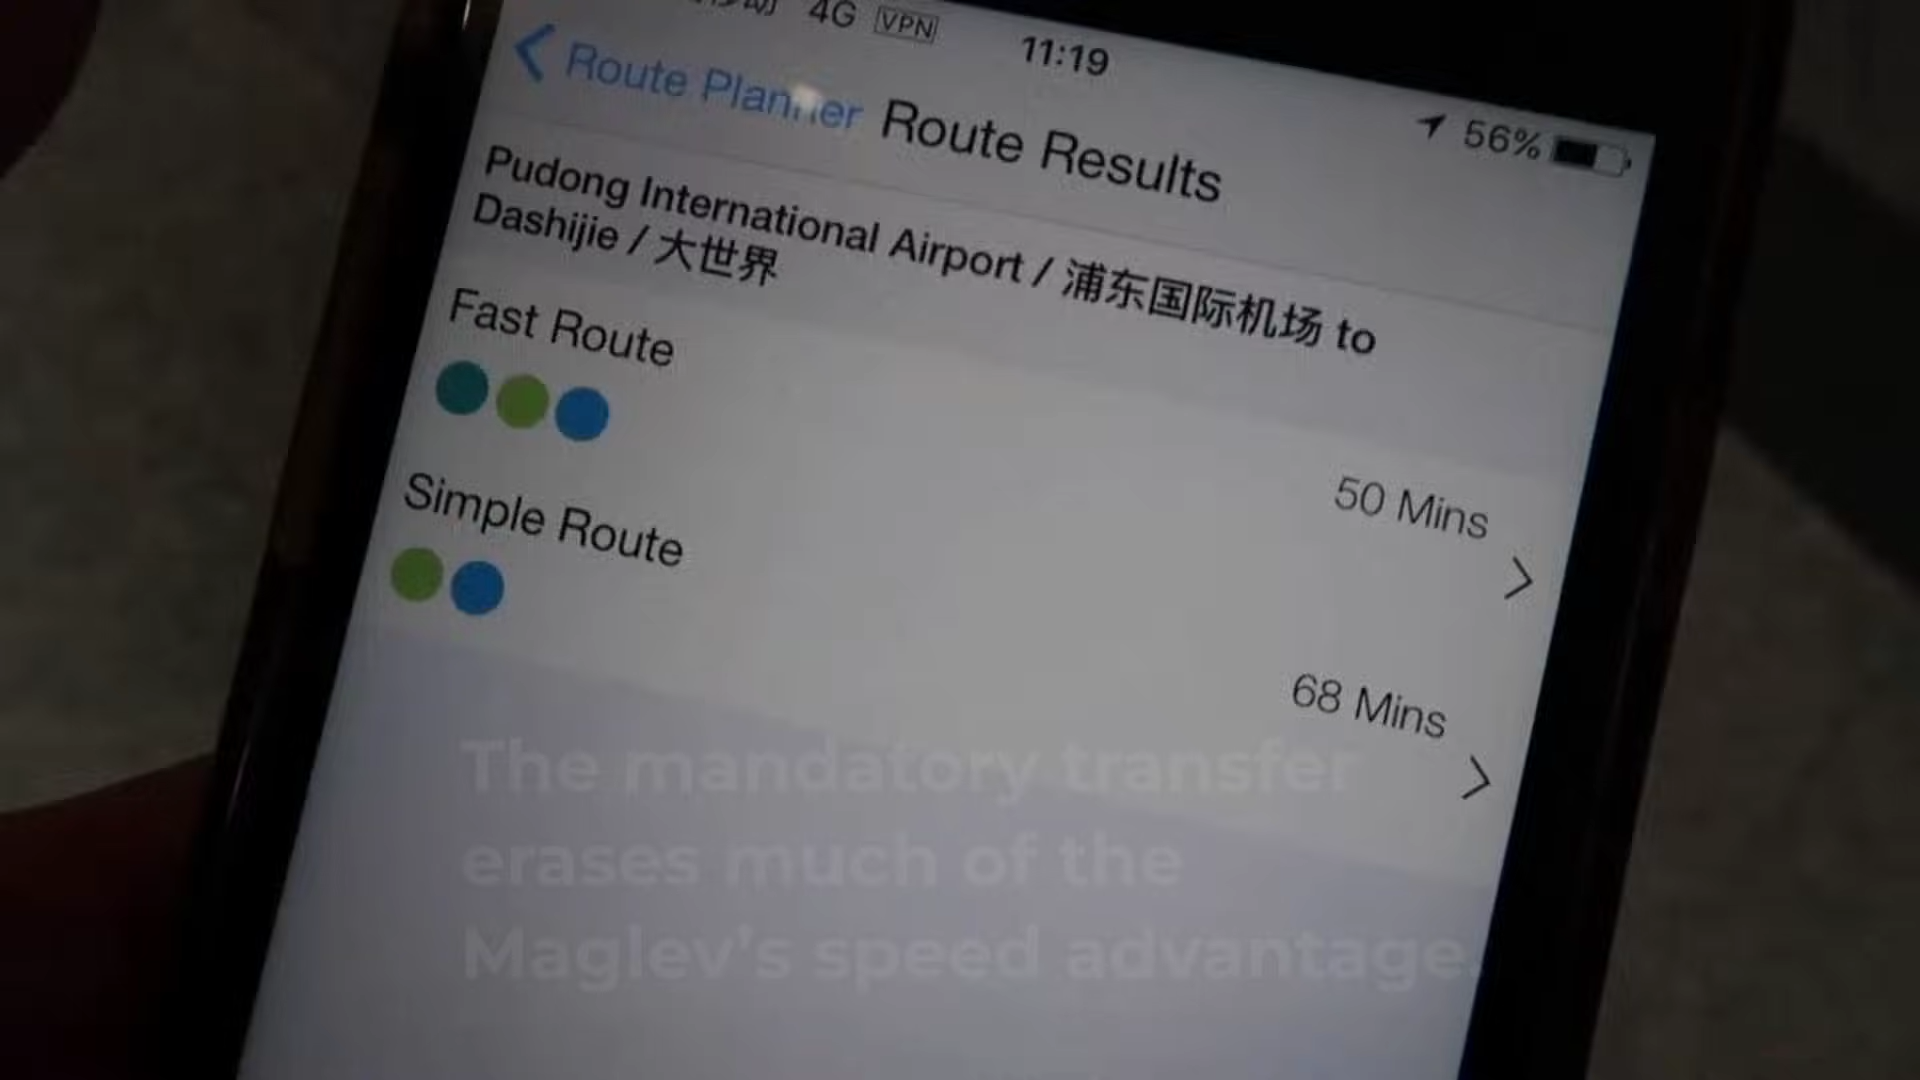 4G VPN 11:19 56%
Route Planner Route Results
Pudong International Airport / 浦东国际机场 to
Dashijie / 大世界
Fast Route
50 Mins
Simple Route
68 Mins
The mandatory transfer
erases much of the
Maglev's speed advantage.